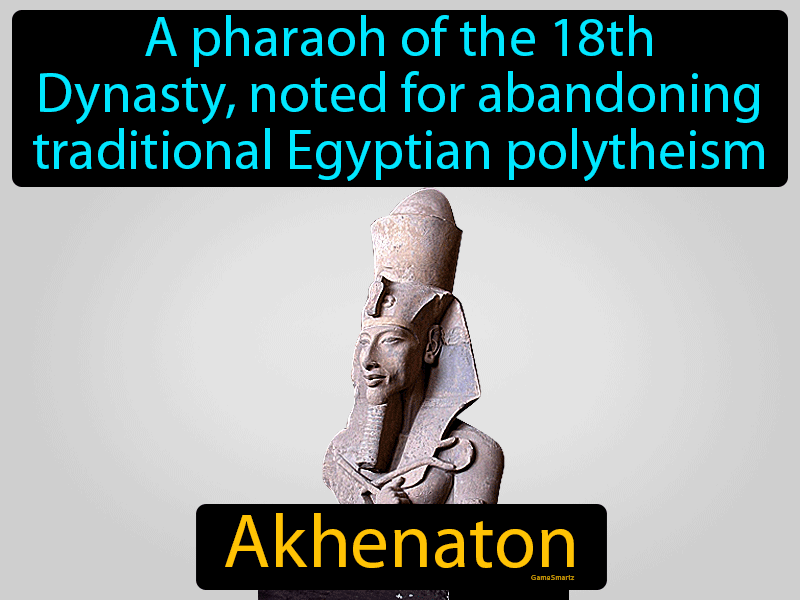 A pharaoh of the 18th
Dynasty, noted for abandoning
traditional Egyptian polytheism
Akhenaton
GameSmartz